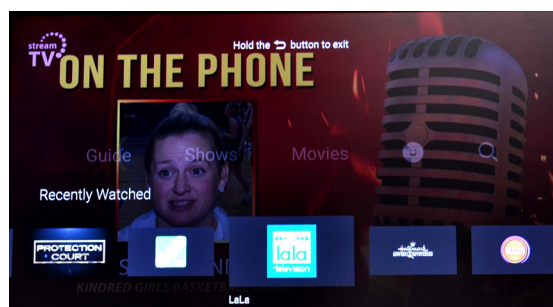 stream
TV
Hold the button to exit
ON THE PHONE
Guide
Shows
Movies
Recently Watched
PROTECTION
COURT
lala
television
Hallmark
KINDRED GIRLS BASKETBALL
LaLa